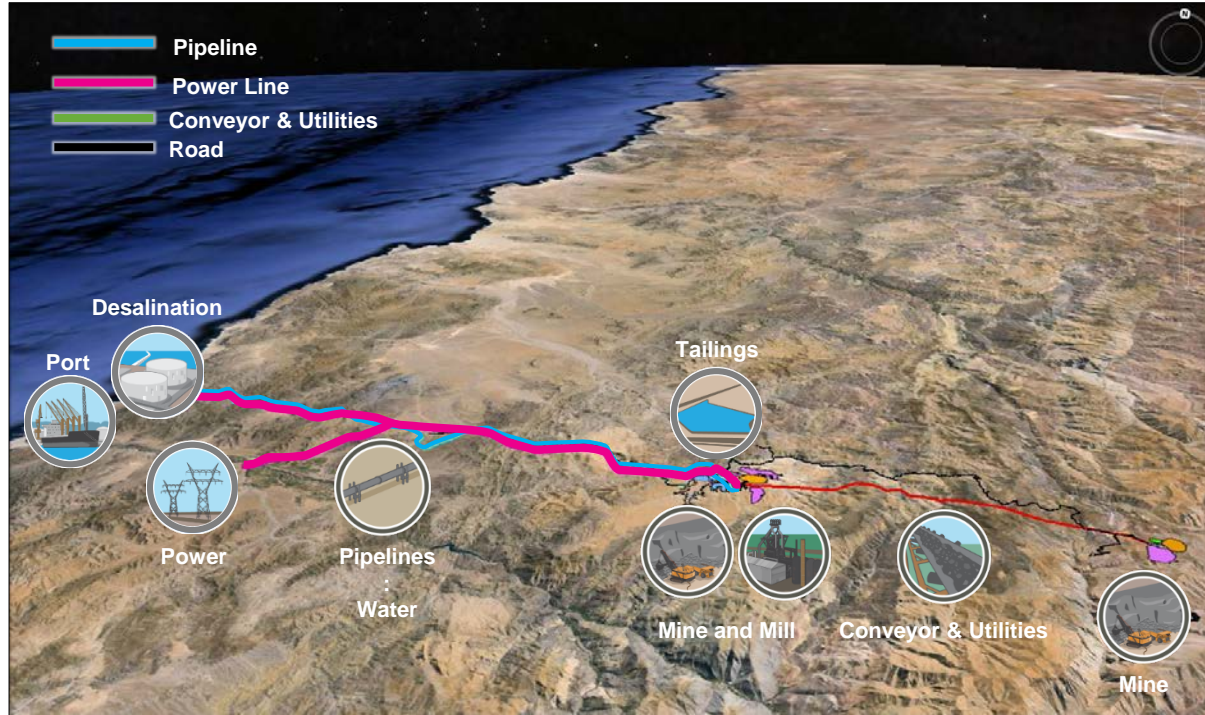 N
Pipeline
Power Line
Conveyor & Utilities
Road
Desalination
Port
Tailings
Power
Pipelines
:
Water
Mine and Mill
Conveyor & Utilities
Mine